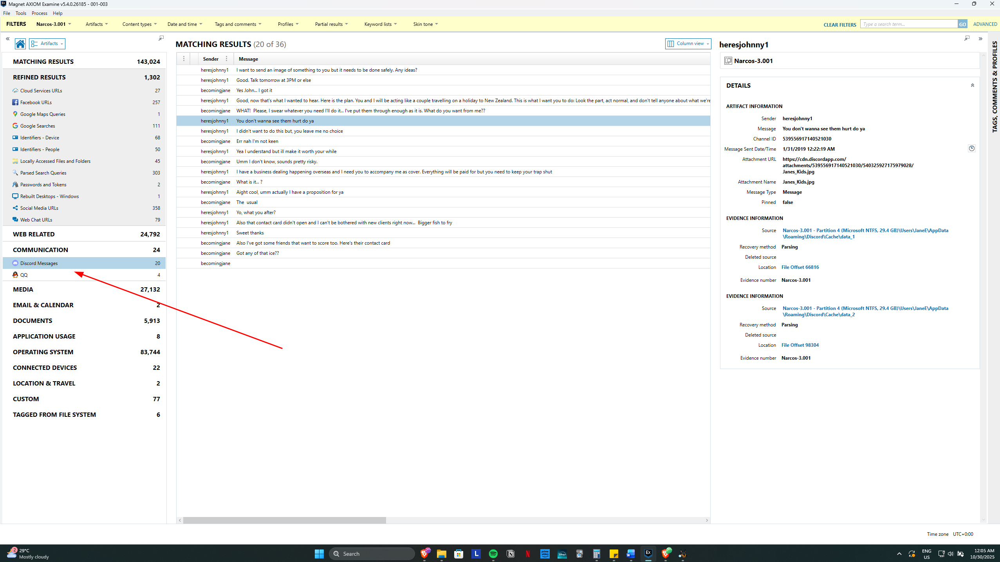 Magnet AXIOM Examine v5.4.0.26185 - 001-003
File Tools Process Help
FILTERS Narcos-3.001 Artifacts Content types Date and time Tags and comments Profiles Partial results Keyword lists Skin tone CLEAR FILTERS Type a search term... GO ADVANCED
Artifacts
MATCHING RESULTS 143,024
REFINED RESULTS 1,302
Cloud Services URLs 27
Facebook URLs 257
Google Maps Queries 1
Google Searches 111
Identifiers - Device 68
Identifiers - People 50
Locally Accessed Files and Folders 45
Parsed Search Queries 303
Passwords and Tokens 2
Rebuilt Desktops - Windows 1
Social Media URLs 358
Web Chat URLs 79
WEB RELATED 24,792
COMMUNICATION 24
Discord Messages 20
QQ 4
MEDIA 27,132
EMAIL & CALENDAR 2
DOCUMENTS 5,913
APPLICATION USAGE 8
OPERATING SYSTEM 83,744
CONNECTED DEVICES 22
LOCATION & TRAVEL 2
CUSTOM 77
TAGGED FROM FILE SYSTEM 6
MATCHING RESULTS (20 of 36)
Column view
Sender Message
heresjohnny1 I want to send an image of something to you but it needs to be done safely. Any ideas?
heresjohnny1 Good. Talk tomorrow at 3PM or else
becomingjane Yes John... I got it
heresjohnny1 Good, now that's what I wanted to hear. Here is the plan. You and I will be acting like a couple travelling on a holiday to New Zealand. This is what I want you to do: Look the part, act normal, and don't tell anyone about what we're
becomingjane WHAT!  Please, I swear whatever you need I'll do it... I've put them through enough as it is. What do you want from me??
heresjohnny1 You don't wanna see them hurt do ya
heresjohnny1 I didn't want to do this but, you leave me no choice
becomingjane Err nah I'm not keen
heresjohnny1 Yea I understand but ill make it worth your while
becomingjane Umm I don't know, sounds pretty risky.
heresjohnny1 I have a business dealing happening overseas and I need you to accompany me as cover. Everything will be paid for but you need to keep your trap shut
becomingjane What is it... ?
heresjohnny1 Aight cool, umm actually I have a proposition for ya
becomingjane The  usual
heresjohnny1 Yo, what you after?
heresjohnny1 Also that contact card didn't open and I can't be bothered with new clients right now...  Bigger fish to fry
heresjohnny1 Sweet thanks
becomingjane Also I've got some friends that want to score too. Here's their contact card
becomingjane Got any of that ice??
becomingjane
heresjohnny1
Narcos-3.001
DETAILS
ARTIFACT INFORMATION
Sender heresjohnny1
Message You don't wanna see them hurt do ya
Channel ID 539556917140521030
Message Sent Date/Time 1/31/2019 12:22:19 AM
Attachment URL https://cdn.discordapp.com/
attachments/539556917140521030/540325927175979028/
Janes_Kids.jpg
Attachment Name Janes_Kids.jpg
Message Type Message
Pinned false
EVIDENCE INFORMATION
Source Narcos-3.001 - Partition 4 (Microsoft NTFS, 29.4 GB)\Users\JaneE\AppData
\Roaming\Discord\Cache\data_1
Recovery method Parsing
Deleted source
Location File Offset 66816
Evidence number Narcos-3.001
EVIDENCE INFORMATION
Source Narcos-3.001 - Partition 4 (Microsoft NTFS, 29.4 GB)\Users\JaneE\AppData
\Roaming\Discord\Cache\data_2
Recovery method Parsing
Deleted source
Location File Offset 98304
Evidence number Narcos-3.001
TAGS, COMMENTS & PROFILES
Time zone UTC+0:00
2
29°C
Mostly cloudy
Search
L
prime video
Disney+
EX
ENG
US
12:05 AM
10/30/2025